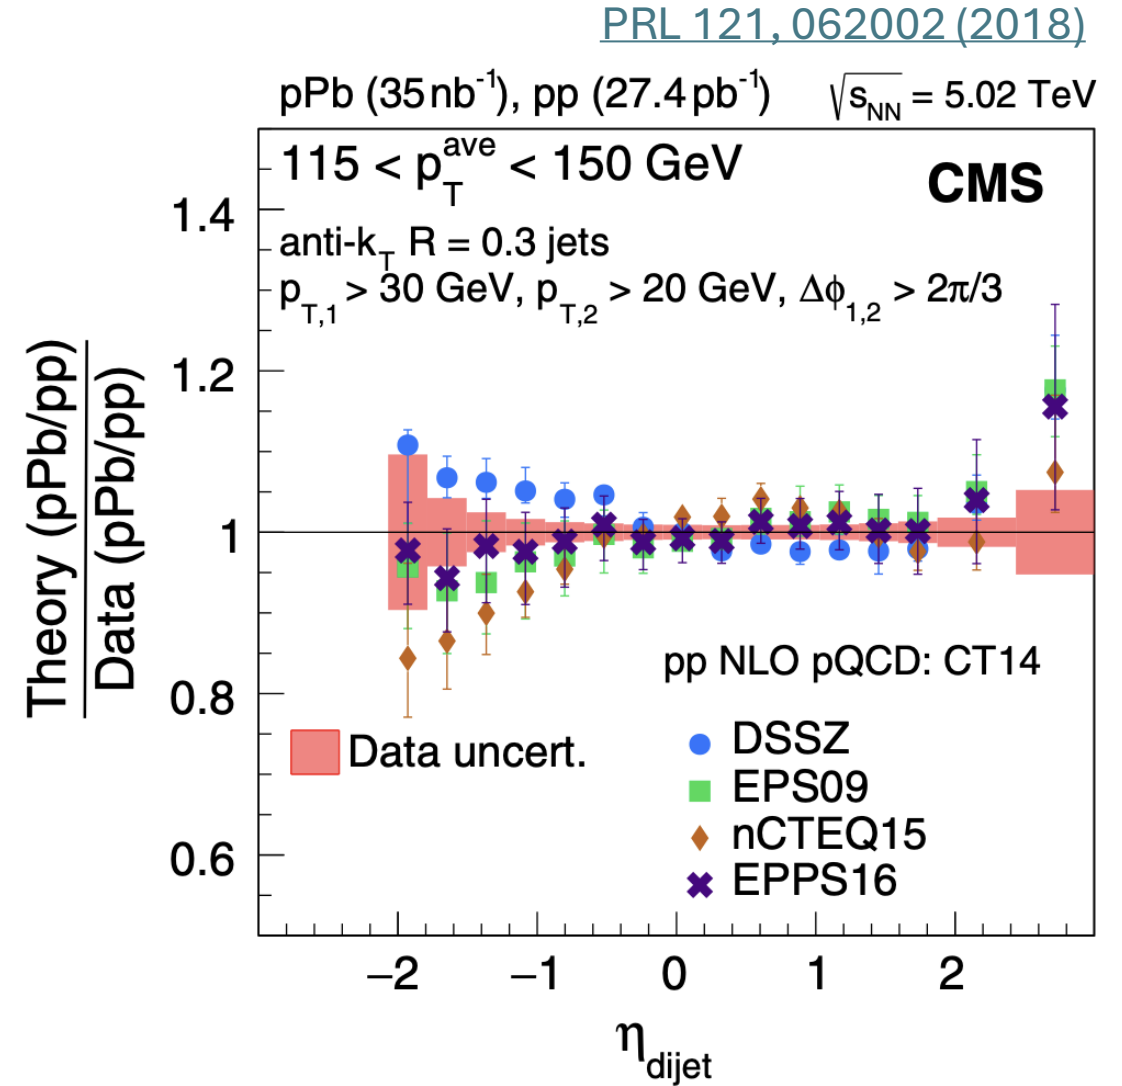 PRL 121, 062002 (2018)
pPb (35 nb⁻¹), pp (27.4 pb⁻¹) √s_NN = 5.02 TeV
115 < p_T^ave < 150 GeV
CMS
anti-k_T R = 0.3 jets
p_T,1 > 30 GeV, p_T,2 > 20 GeV, Δϕ_1,2 > 2π/3
Theory (pPb/pp)
Data (pPb/pp)
1.4
1.2
1
0.8
0.6
pp NLO pQCD: CT14
Data uncert.
DSSZ
EPS09
nCTEQ15
EPPS16
−2 −1 0 1 2
η_dijet